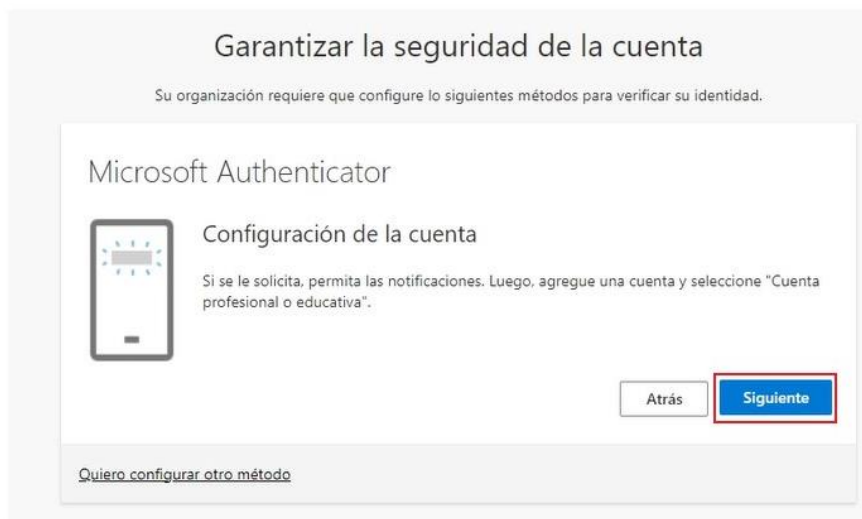 Garantizar la seguridad de la cuenta
Su organización requiere que configure lo siguientes métodos para verificar su identidad.
Microsoft Authenticator
Configuración de la cuenta
Si se le solicita, permita las notificaciones. Luego, agregue una cuenta y seleccione "Cuenta
profesional o educativa".
Atrás
Siguiente
Quiero configurar otro método